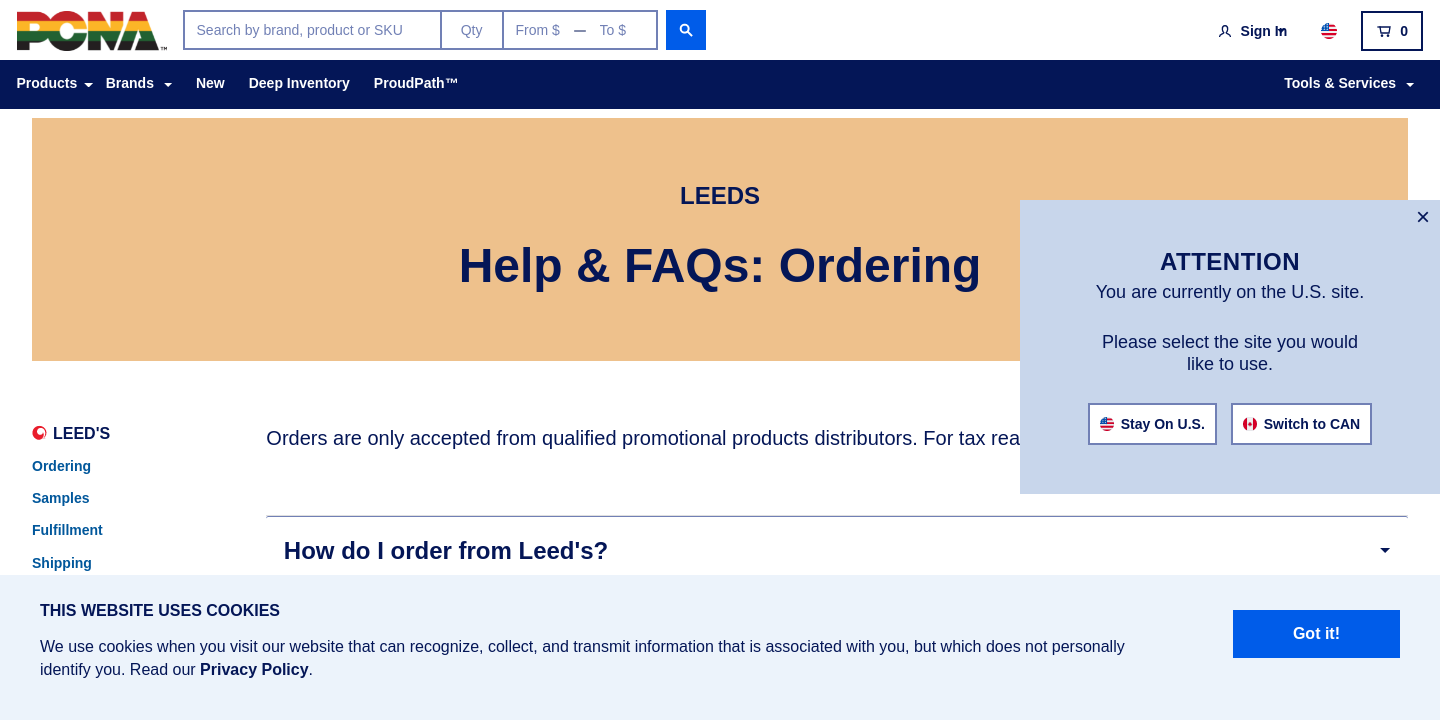 PCNA™
Search by brand, product or SKU
Qty
From $ — To $
Sign In
0
Products
Brands
New
Deep Inventory
ProudPath™
Tools & Services
LEEDS
Help & FAQs: Ordering
×
ATTENTION
You are currently on the U.S. site.
Please select the site you would
like to use.
Stay On U.S.
Switch to CAN
LEED'S
Ordering
Samples
Fulfillment
Shipping
Orders are only accepted from qualified promotional products distributors. For tax rea
How do I order from Leed's?
THIS WEBSITE USES COOKIES
We use cookies when you visit our website that can recognize, collect, and transmit information that is associated with you, but which does not personally
identify you. Read our Privacy Policy.
Got it!